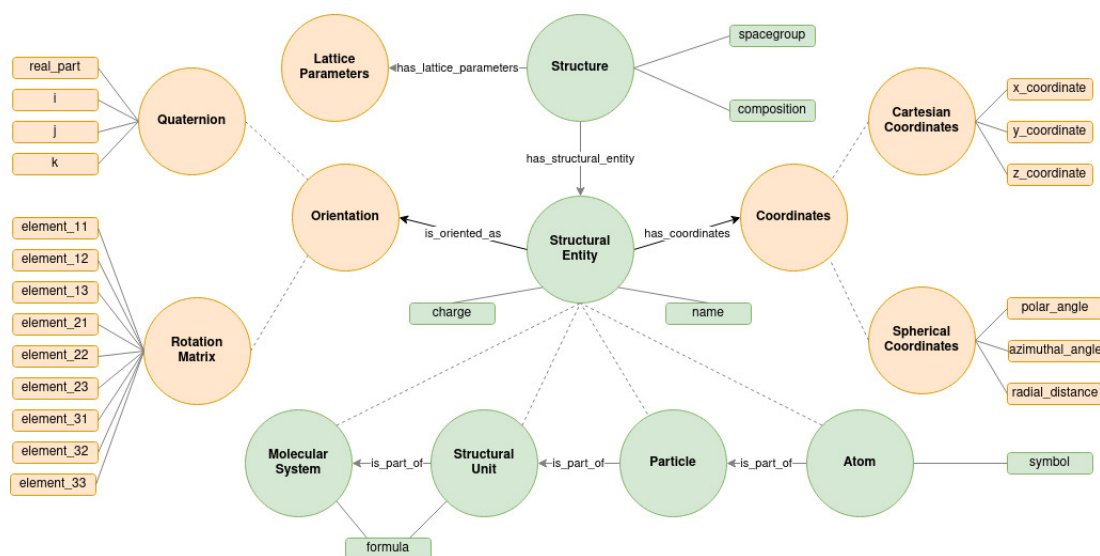 spacegroup
Lattice
Parameters
has_lattice_parameters
Structure
composition
real_part
i
j
k
Quaternion
Cartesian
Coordinates
x_coordinate
y_coordinate
z_coordinate
has_structural_entity
Orientation
is_oriented_as
Structural
Entity
has_coordinates
Coordinates
charge
name
element_11
element_12
element_13
element_21
element_22
element_23
element_31
element_32
element_33
Rotation
Matrix
Spherical
Coordinates
polar_angle
azimuthal_angle
radial_distance
Molecular
System
is_part_of
Structural
Unit
is_part_of
Particle
is_part_of
Atom
symbol
formula